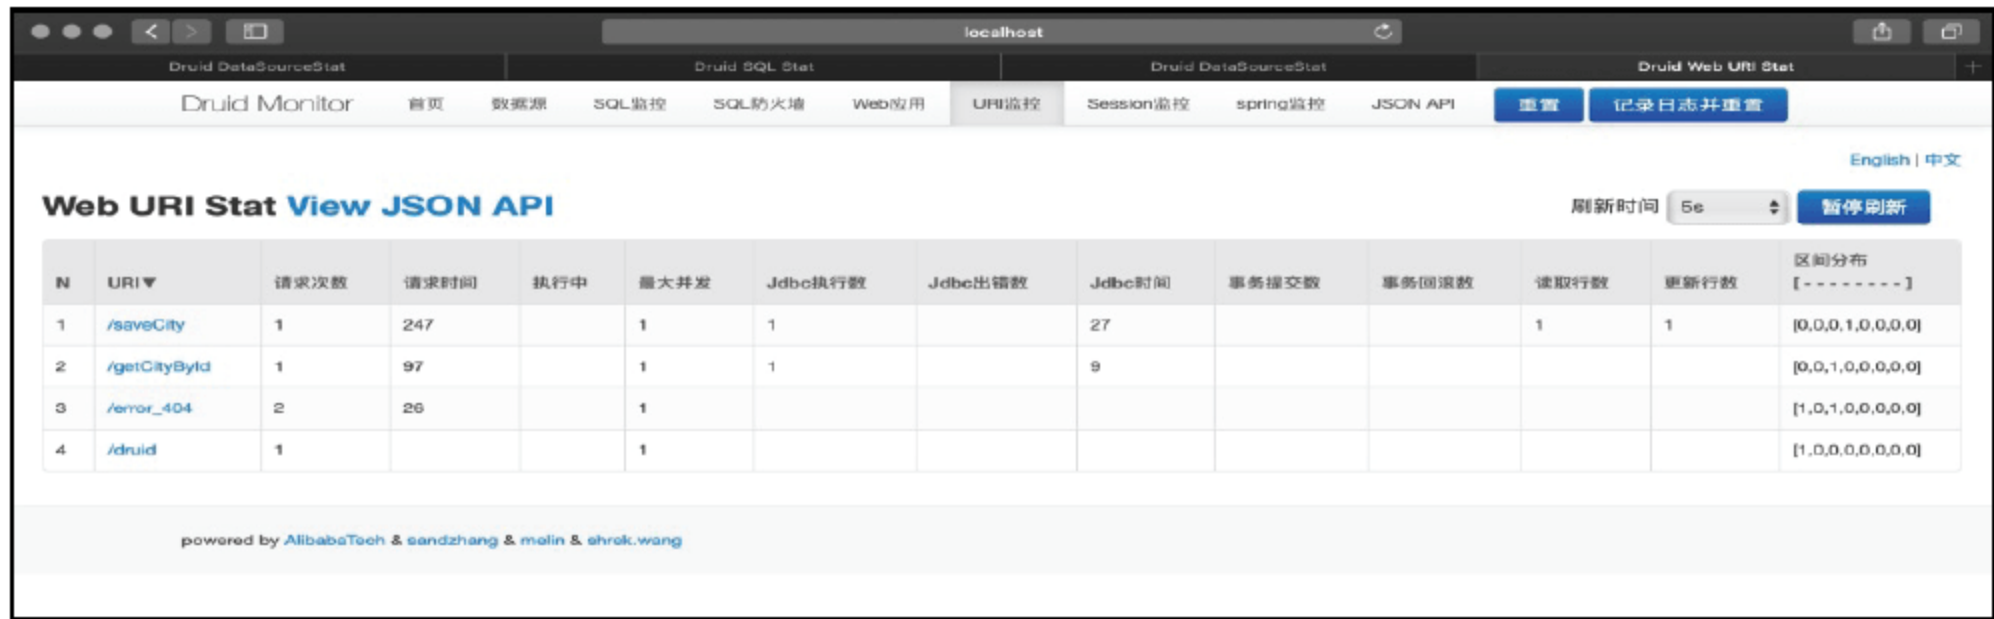 localhost
Druid DataSourceStat Druid SQL Stat Druid DataSourceStat Druid Web URI Stat +
Druid Monitor 首页 数据源 SQL监控 SQL防火墙 Web应用 URI监控 Session监控 spring监控 JSON API 重置 记录日志并重置
English | 中文
Web URI Stat View JSON API 刷新时间 5s 暂停刷新
N URI▼ 请求次数 请求时间 执行中 最大并发 Jdbc执行数 Jdbc出错数 Jdbc时间 事务提交数 事务回滚数 读取行数 更新行数 区间分布
[ - - - - - - - - ]
1 /saveCity 1 247 1 1 27 1 1 [0,0,0,1,0,0,0,0]
2 /getCityById 1 97 1 1 9 [0,0,1,0,0,0,0,0]
3 /error_404 2 26 1 [1,0,1,0,0,0,0,0]
4 /druid 1 1 [1,0,0,0,0,0,0,0]
powered by AlibabaTech & sandzhang & melin & shrek.wang